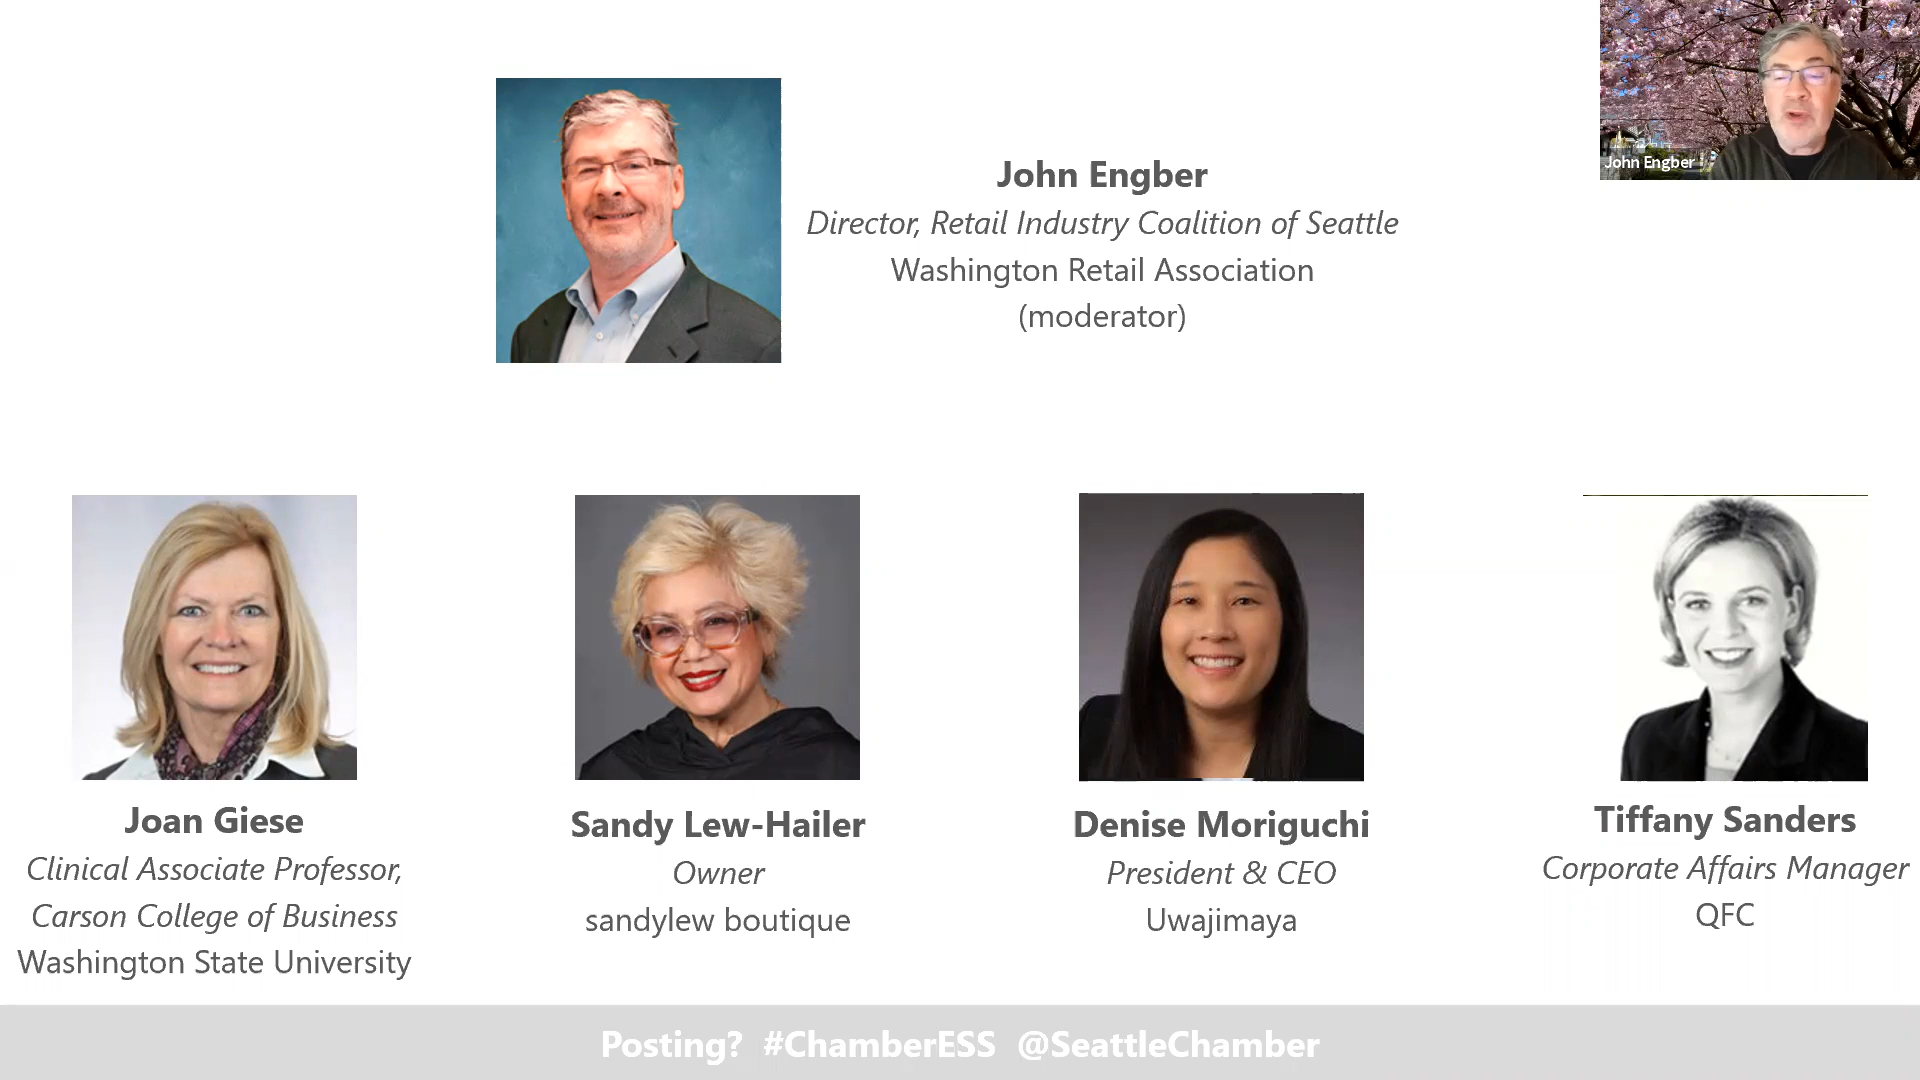 John Engber
Director, Retail Industry Coalition of Seattle
Washington Retail Association
(moderator)
John Engber
Joan Giese
Clinical Associate Professor,
Carson College of Business
Washington State University
Sandy Lew-Hailer
Owner
sandylew boutique
Denise Moriguchi
President & CEO
Uwajimaya
Tiffany Sanders
Corporate Affairs Manager
QFC
Posting? #ChamberESS @SeattleChamber